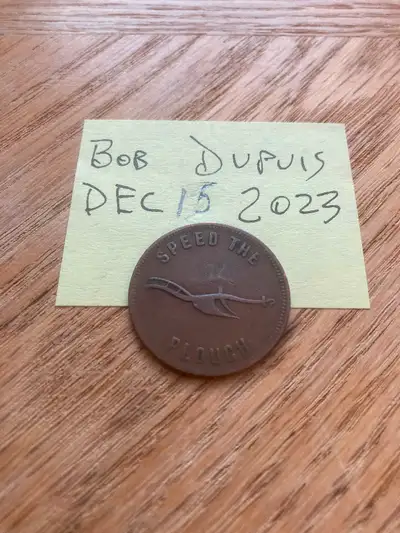 BOB DUPUIS
DEC 15 2023
SPEED THE
PLOUGH